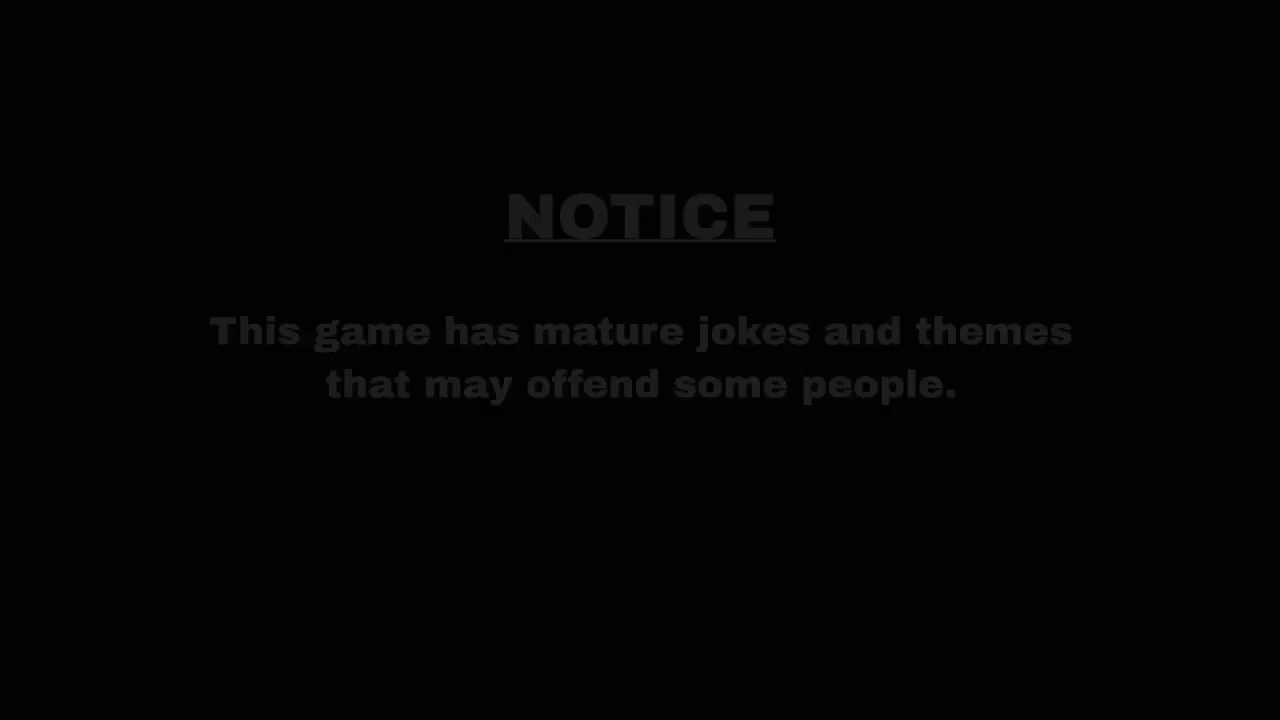 NOTICE
This game has mature jokes and themes
that may offend some people.